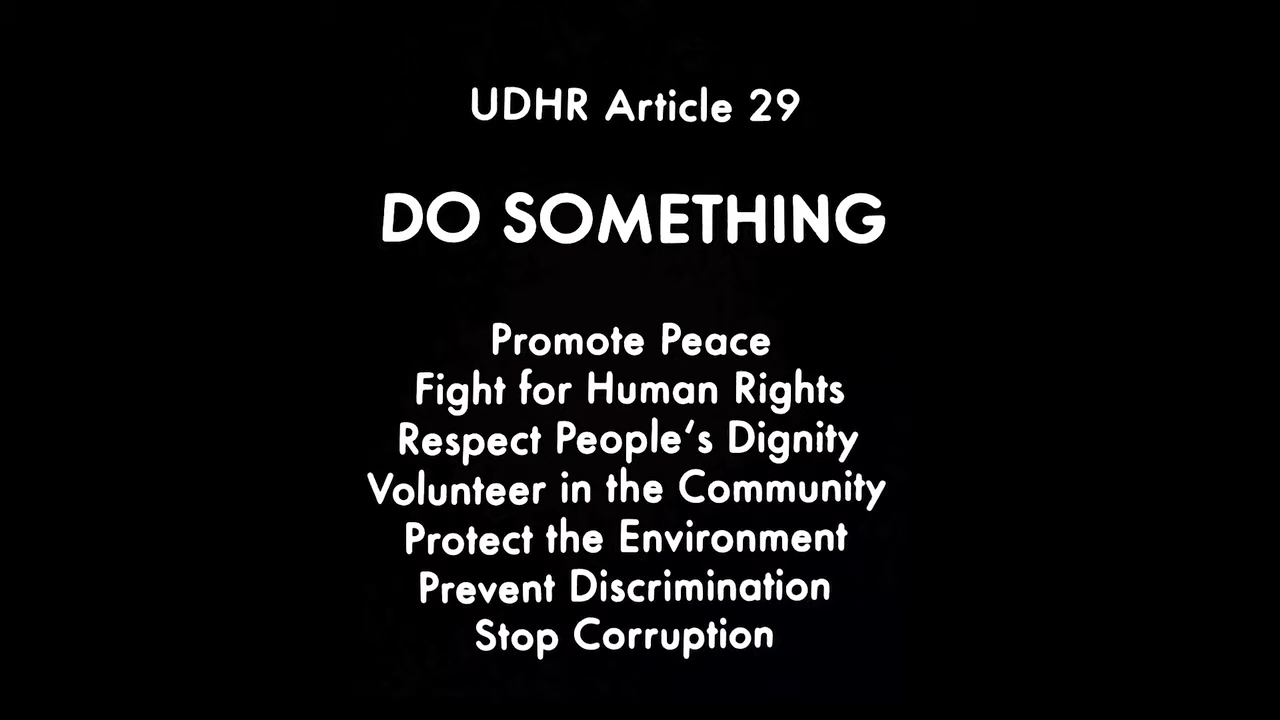 UDHR Article 29
DO SOMETHING
Promote Peace
Fight for Human Rights
Respect People‘s Dignity
Volunteer in the Community
Protect the Environment
Prevent Discrimination
Stop Corruption